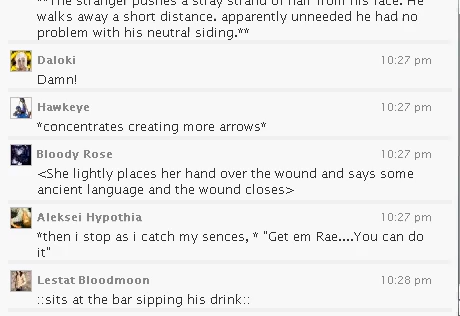 **The stranger pushes a stray strand of hair from his face. He
walks away a short distance. apparently unneeded he had no
problem with his neutral siding.**
Daloki 10:27 pm
Damn!
Hawkeye 10:27 pm
*concentrates creating more arrows*
Bloody Rose 10:27 pm
<She lightly places her hand over the wound and says some
ancient language and the wound closes>
Aleksei Hypothia 10:27 pm
*then i stop as i catch my sences, * "Get em Rae....You can do
it"
Lestat Bloodmoon 10:28 pm
::sits at the bar sipping his drink::